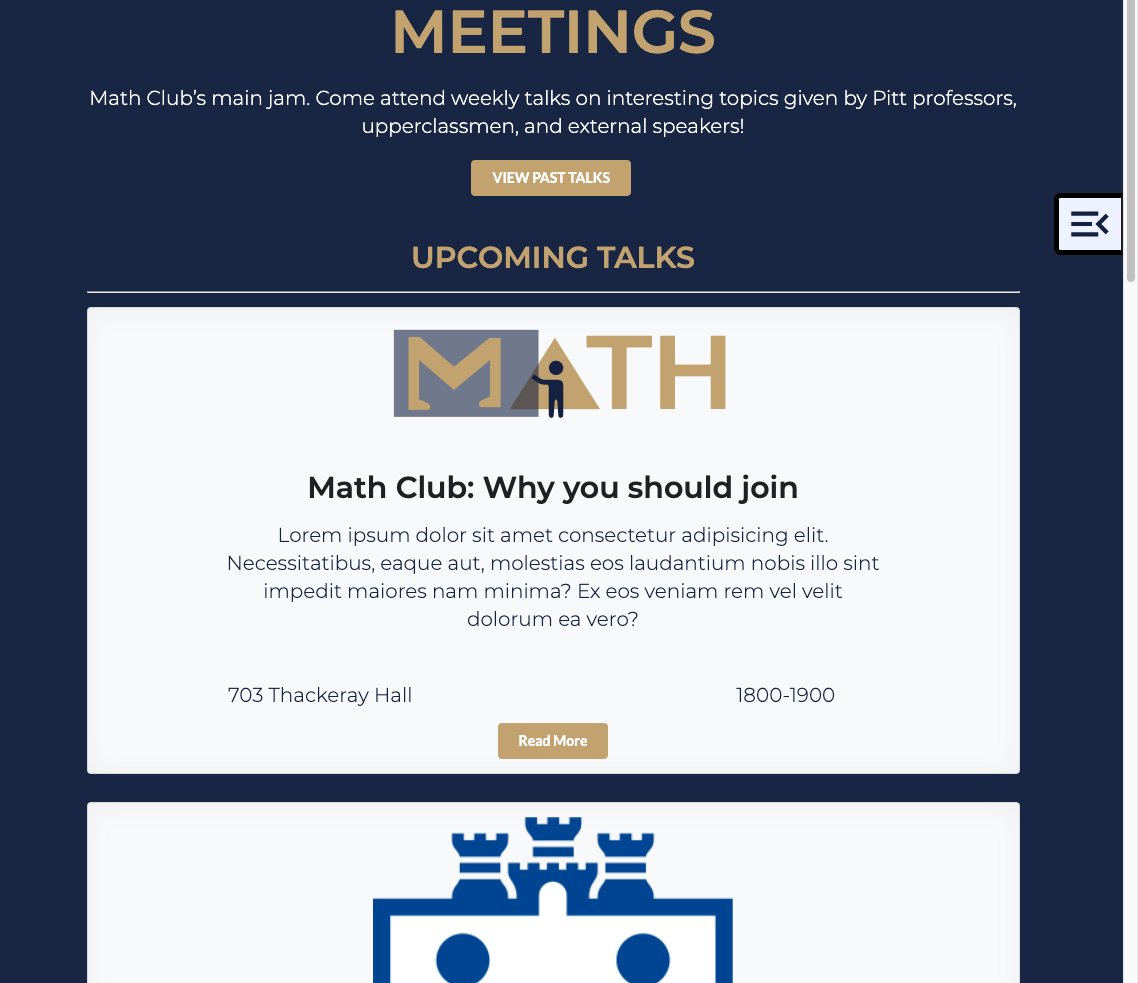 MEETINGS
Math Club’s main jam. Come attend weekly talks on interesting topics given by Pitt professors,
upperclassmen, and external speakers!
VIEW PAST TALKS
UPCOMING TALKS
MATH
Math Club: Why you should join
Lorem ipsum dolor sit amet consectetur adipisicing elit.
Necessitatibus, eaque aut, molestias eos laudantium nobis illo sint
impedit maiores nam minima? Ex eos veniam rem vel velit
dolorum ea vero?
703 Thackeray Hall
1800-1900
Read More